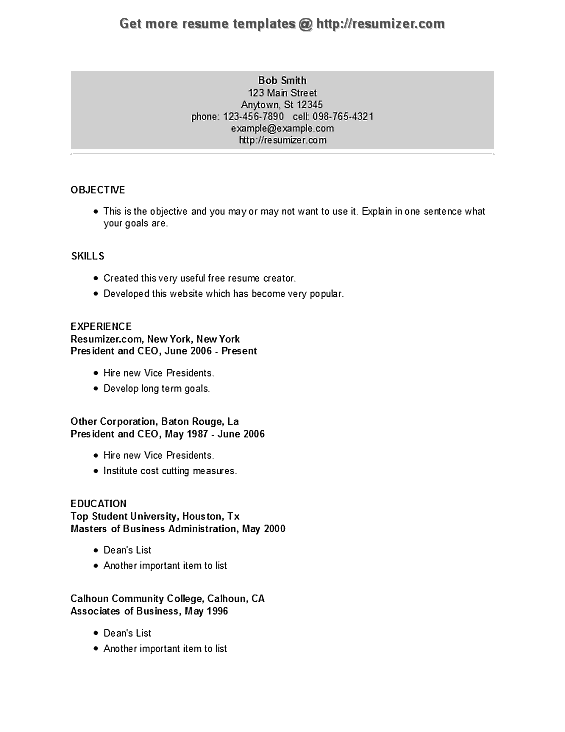 Get more resume templates @ http://resumizer.com
Bob Smith
123 Main Street
Anytown, St 12345
phone: 123-456-7890 cell: 098-765-4321
example@example.com
http://resumizer.com
OBJECTIVE
• This is the objective and you may or may not want to use it. Explain in one sentence what
your goals are.
SKILLS
• Created this very useful free resume creator.
• Developed this website which has become very popular.
EXPERIENCE
Resumizer.com, New York, New York
President and CEO, June 2006 - Present
• Hire new Vice Presidents.
• Develop long term goals.
Other Corporation, Baton Rouge, La
President and CEO, May 1987 - June 2006
• Hire new Vice Presidents.
• Institute cost cutting measures.
EDUCATION
Top Student University, Houston, Tx
Masters of Business Administration, May 2000
• Dean's List
• Another important item to list
Calhoun Community College, Calhoun, CA
Associates of Business, May 1996
• Dean's List
• Another important item to list